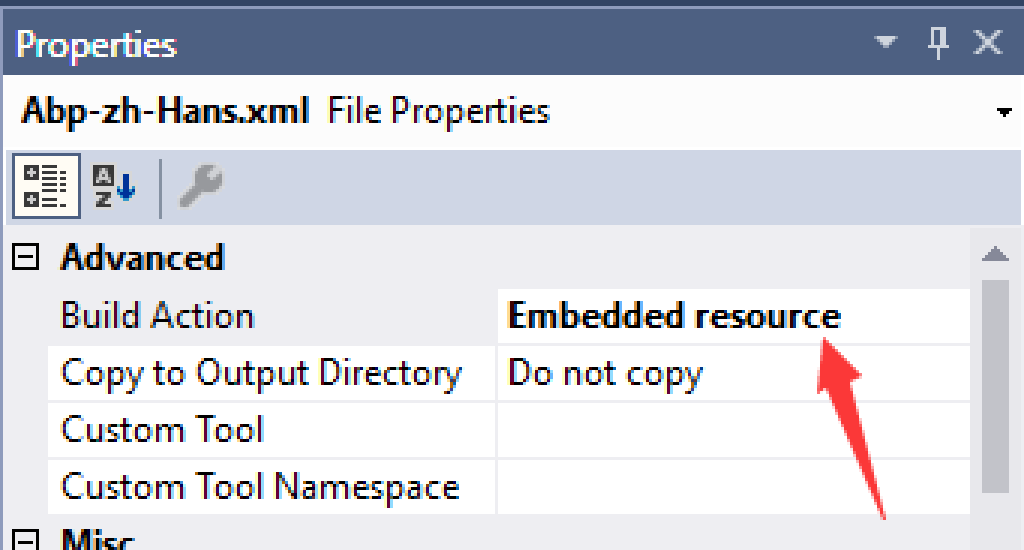 Properties
Abp-zh-Hans.xml File Properties
Advanced
Build Action Embedded resource
Copy to Output Directory Do not copy
Custom Tool
Custom Tool Namespace
Misc